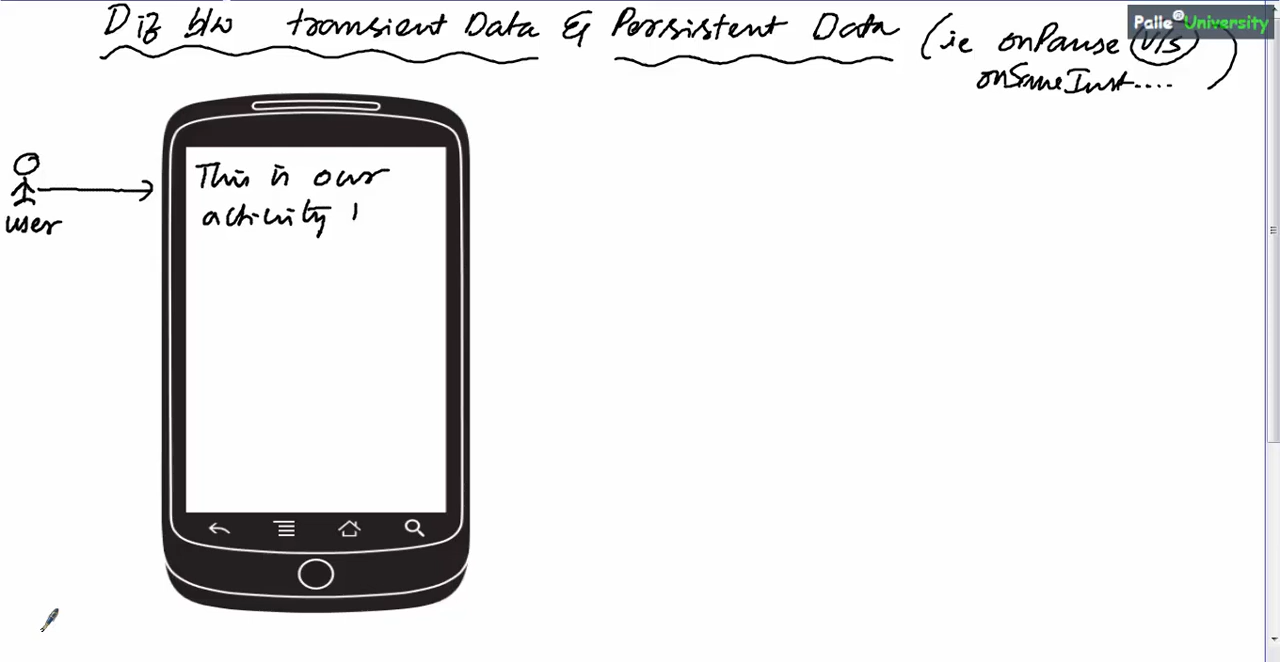 Dif b/w transient Data & Persistent Data (ie onPause v/s
onSaveInst....)
Palle® University
user
This is our
activity 1